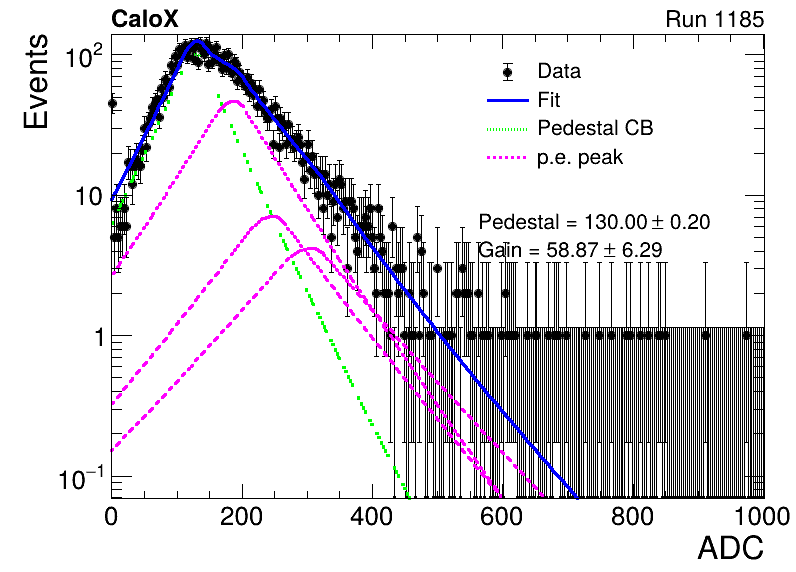 CaloX Run 1185
Events
10²
10
1
10⁻¹
Data
Fit
Pedestal CB
p.e. peak
Pedestal = 130.00 ± 0.20
Gain = 58.87 ± 6.29
0 200 400 600 800 1000
ADC